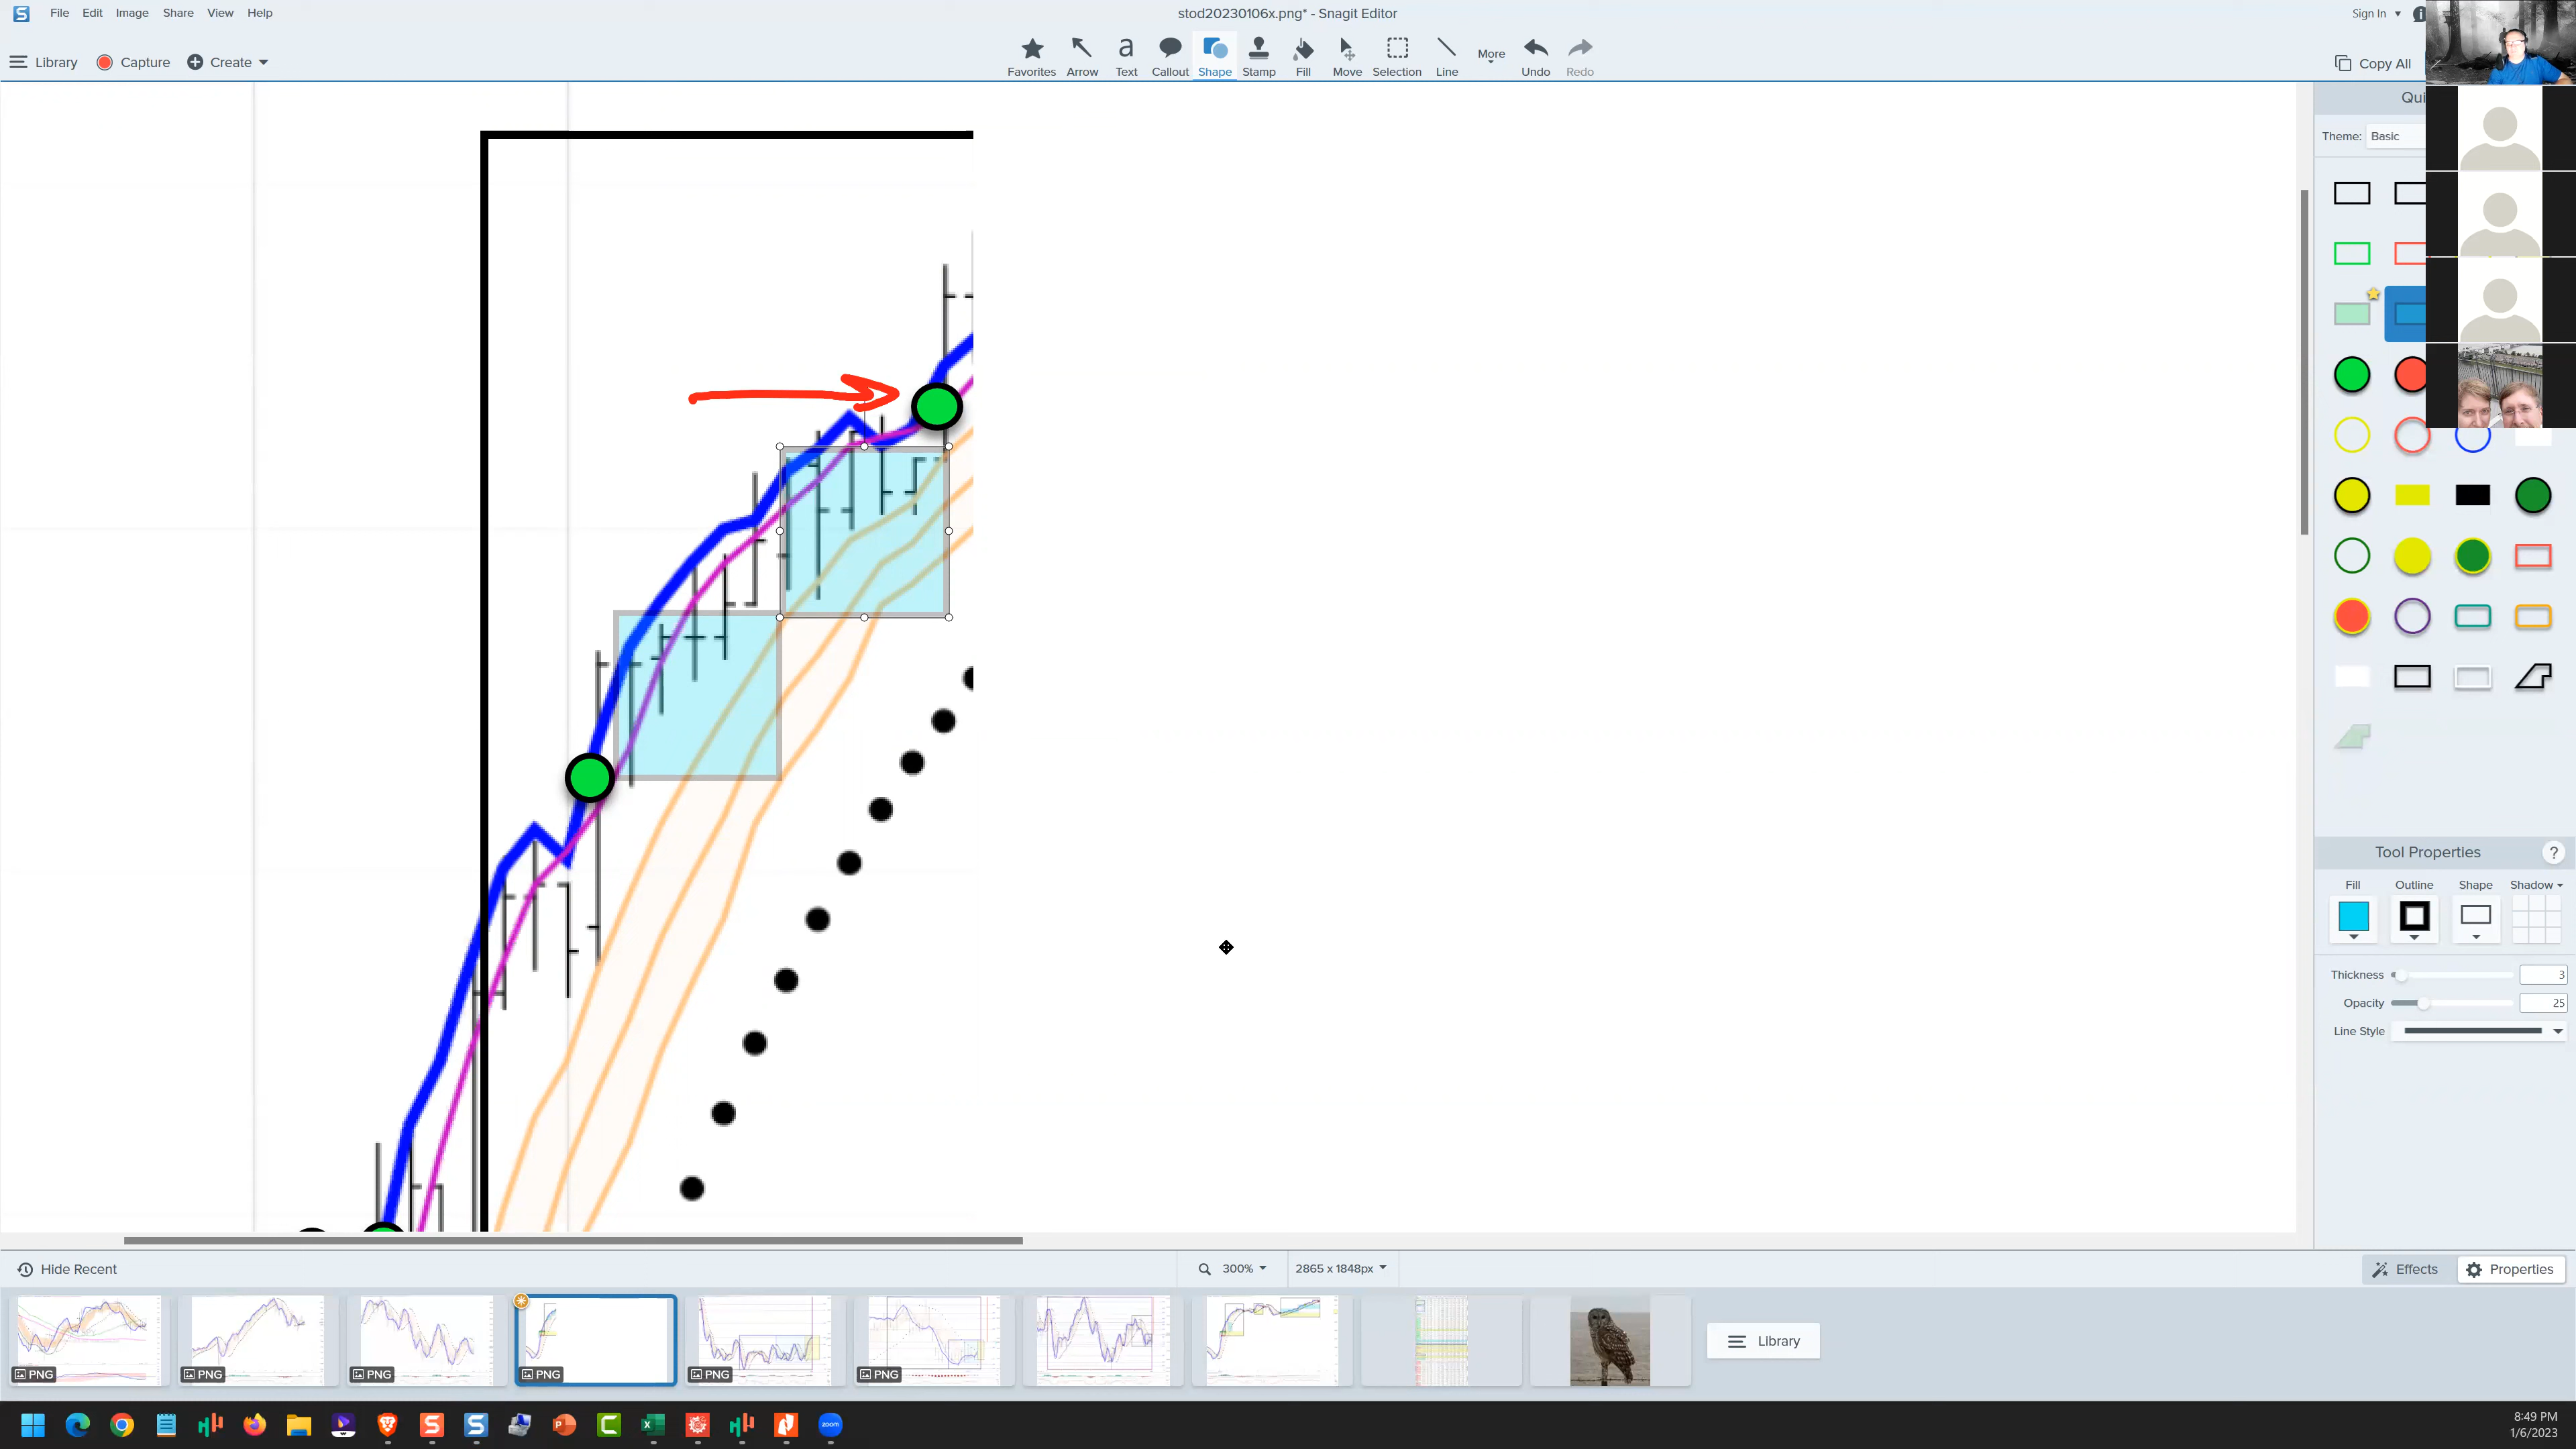 File Edit Image Share View Help
stod20230106x.png* - Snagit Editor
Sign In
Library Capture Create
Favorites Arrow Text Callout Shape Stamp Fill Move Selection Line More Undo Redo
Copy All
Theme: Basic
Tool Properties ?
Fill Outline Shape Shadow
Thickness 3
Opacity 25
Line Style
Hide Recent
300% 2865 x 1848px
Effects Properties
PNG PNG PNG PNG PNG PNG
Library
zoom
8:49 PM
1/6/2023